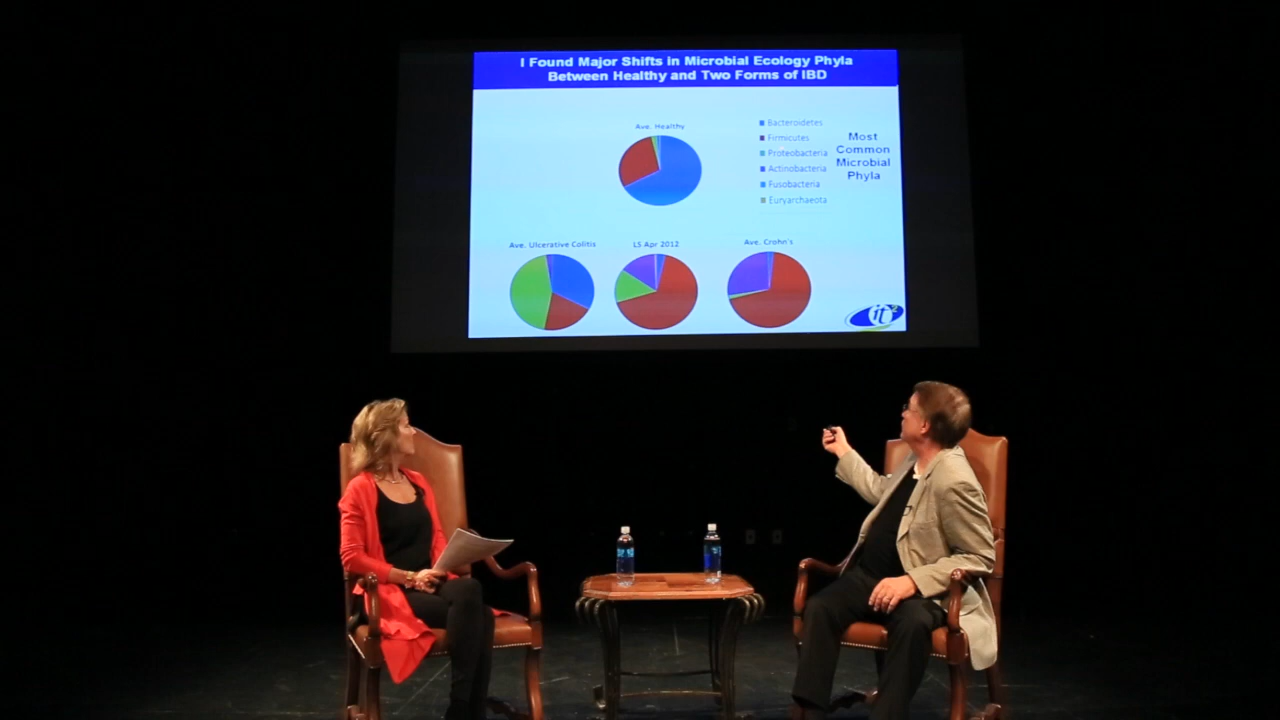 I Found Major Shifts in Microbial Ecology Phyla
Between Healthy and Two Forms of IBD
Ave. Healthy
Bacteroidetes
Firmicutes
Proteobacteria
Actinobacteria
Fusobacteria
Euryarchaeota
Most
Common
Microbial
Phyla
Ave. Ulcerative Colitis
LS Apr 2012
Ave. Crohn's
it2